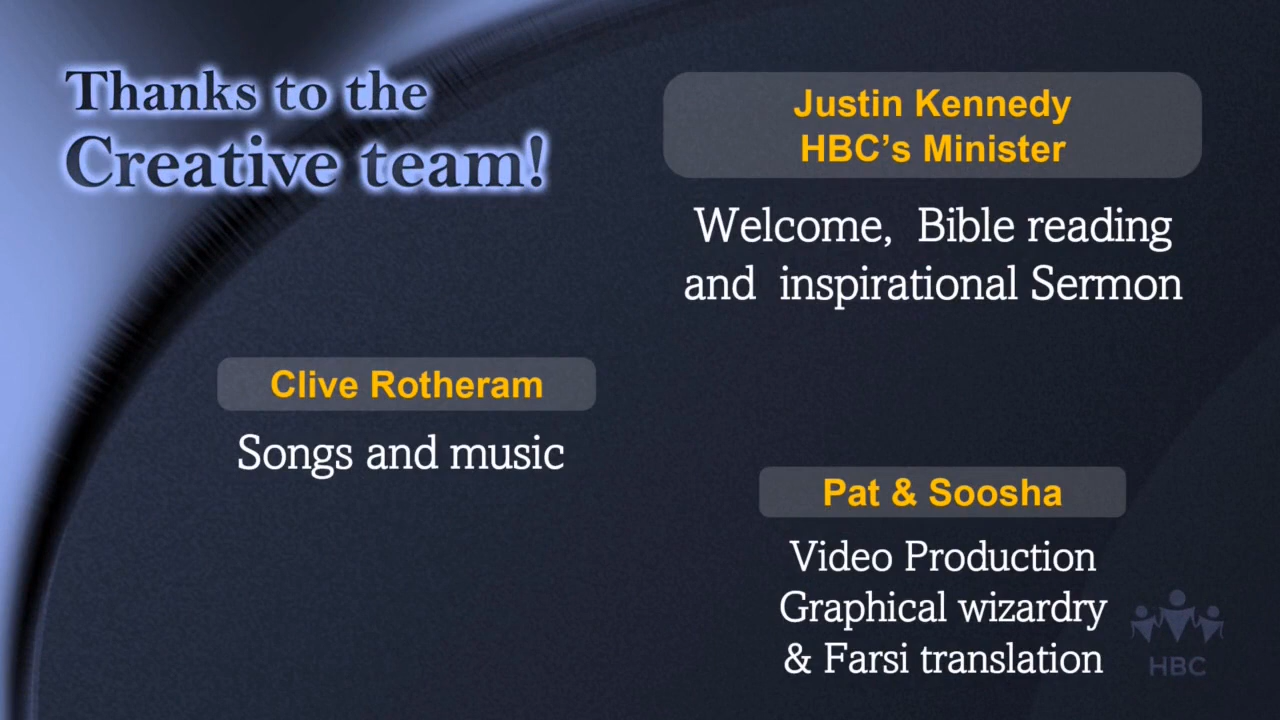 Thanks to the
Creative team!
Justin Kennedy
HBC’s Minister
Welcome, Bible reading
and inspirational Sermon
Clive Rotheram
Songs and music
Pat & Soosha
Video Production
Graphical wizardry
& Farsi translation
HBC